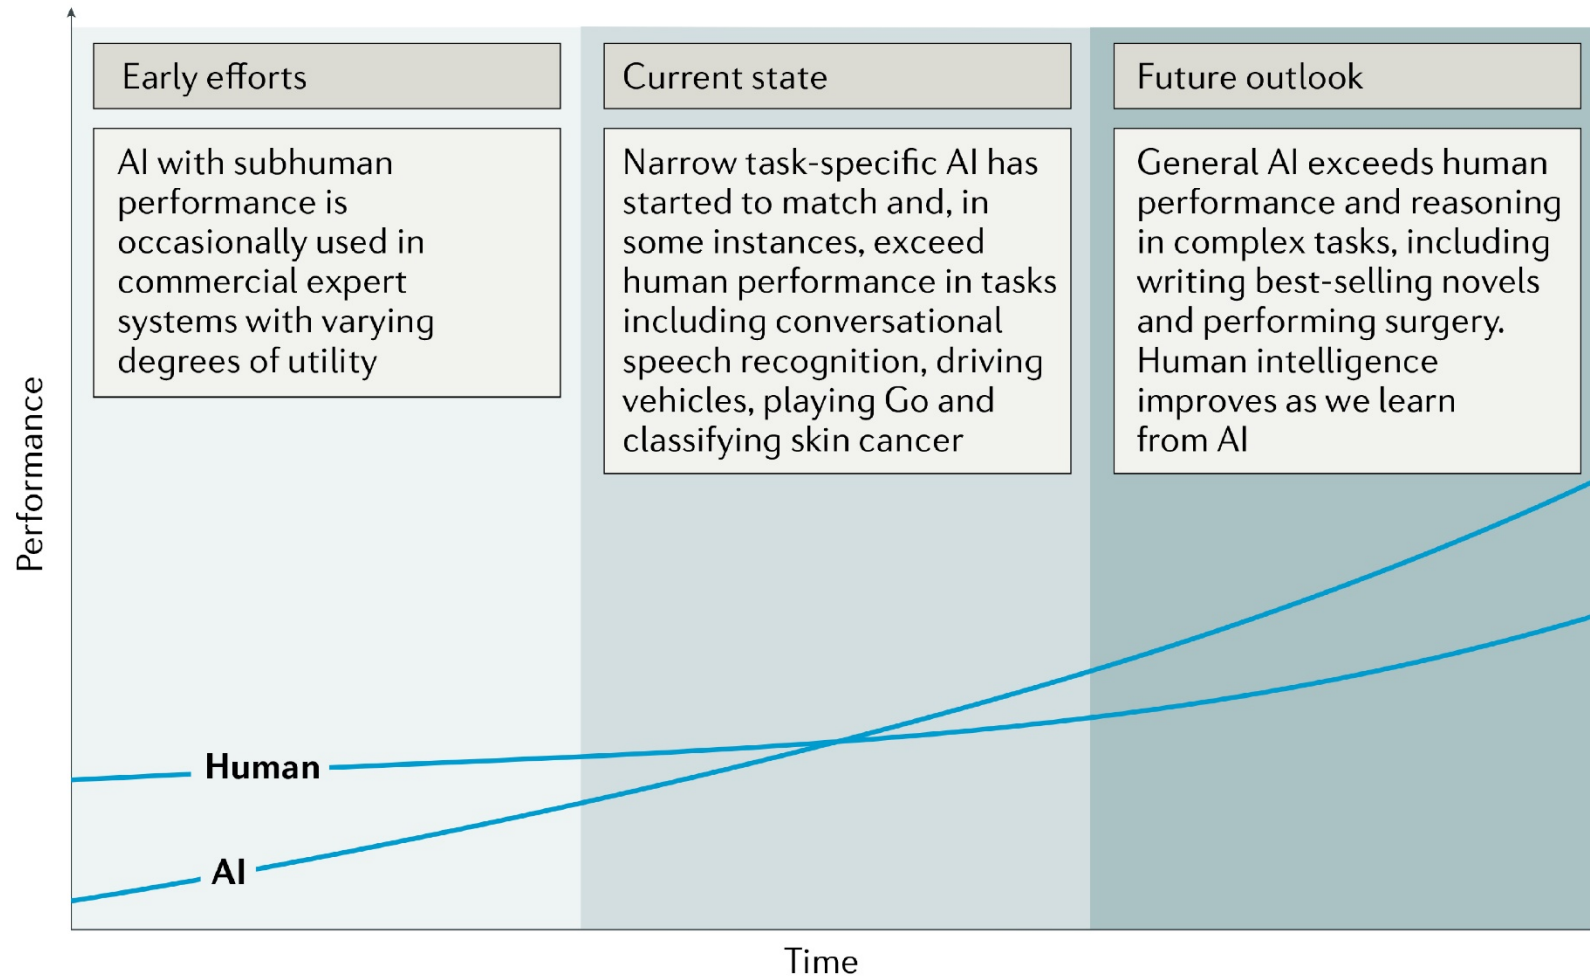 Early efforts
AI with subhuman
performance is
occasionally used in
commercial expert
systems with varying
degrees of utility
Current state
Narrow task-specific AI has
started to match and, in
some instances, exceed
human performance in tasks
including conversational
speech recognition, driving
vehicles, playing Go and
classifying skin cancer
Future outlook
General AI exceeds human
performance and reasoning
in complex tasks, including
writing best-selling novels
and performing surgery.
Human intelligence
improves as we learn
from AI
Performance
Human
AI
Time